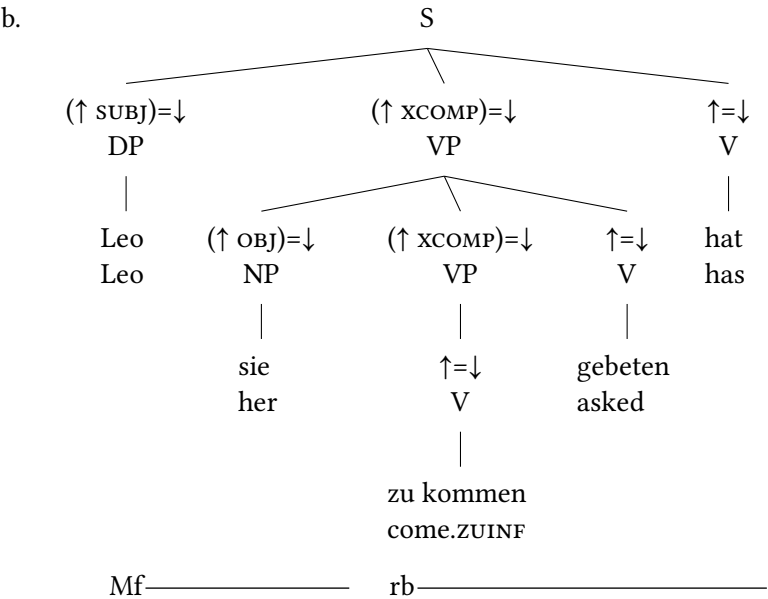 b. S
(↑ SUBJ)=↓ (↑ XCOMP)=↓ ↑=↓
DP VP V
Leo (↑ OBJ)=↓ (↑ XCOMP)=↓ ↑=↓ hat
Leo NP VP V has
sie ↑=↓ gebeten
her V asked
zu kommen
come.ZUINF
Mf rb